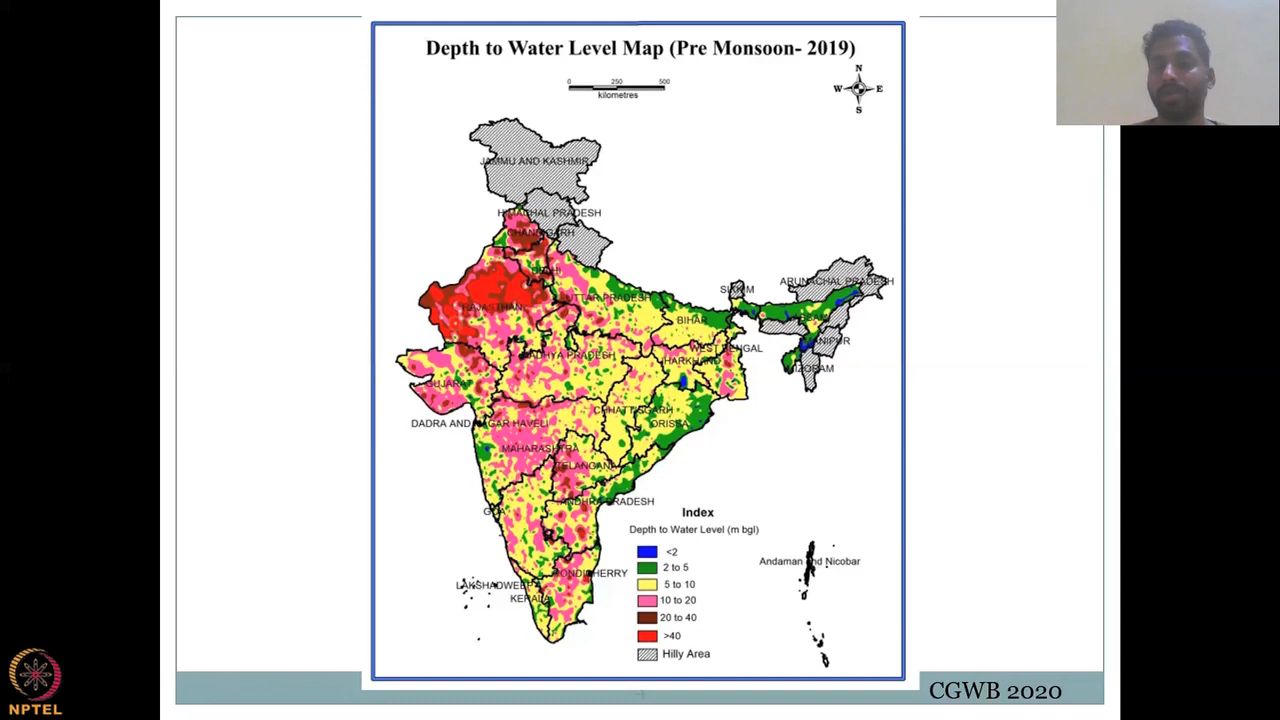 Depth to Water Level Map (Pre Monsoon- 2019)
0 250 500
kilometres
N
W E
S
JAMMU AND KASHMIR
HIMACHAL PRADESH
CHANDIGARH
DELHI
ARUNACHAL PRADESH
SIKKIM
UTTAR PRADESH
RAJASTHAN
ASSAM
BIHAR
MANIPUR
WEST BENGAL
MADHYA PRADESH
JHARKHAND
MIZORAM
GUJARAT
CHHATTISGARH
DADRA AND NAGAR HAVELI
ORISSA
MAHARASHTRA
TELANGANA
ANDHRA PRADESH
GOA
Index
Depth to Water Level (m bgl)
<2
2 to 5
5 to 10
10 to 20
20 to 40
>40
Hilly Area
Andaman and Nicobar
PONDICHERRY
LAKSHADWEEP
KERALA
CGWB 2020
NPTEL